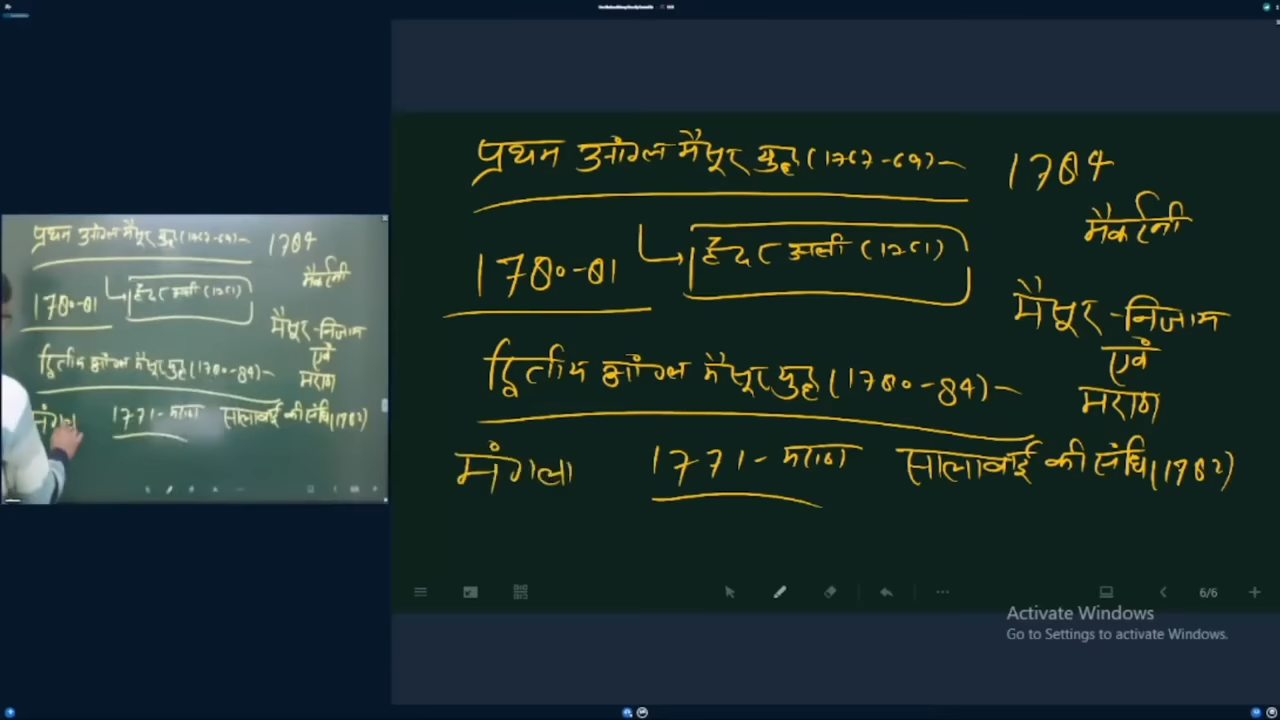 प्रथम आंग्ल मैसूर युद्ध (1767-69)-
1784
मैकर्टनी
1780-81
हैदर अली (1761)
मैसूर - निजाम
एवं
मराठा
द्वितीय आंग्ल मैसूर युद्ध (1780-84)-
मंगला
1771- मराठा
सालाबाई की संधि (1782)
6/6
Activate Windows
Go to Settings to activate Windows.